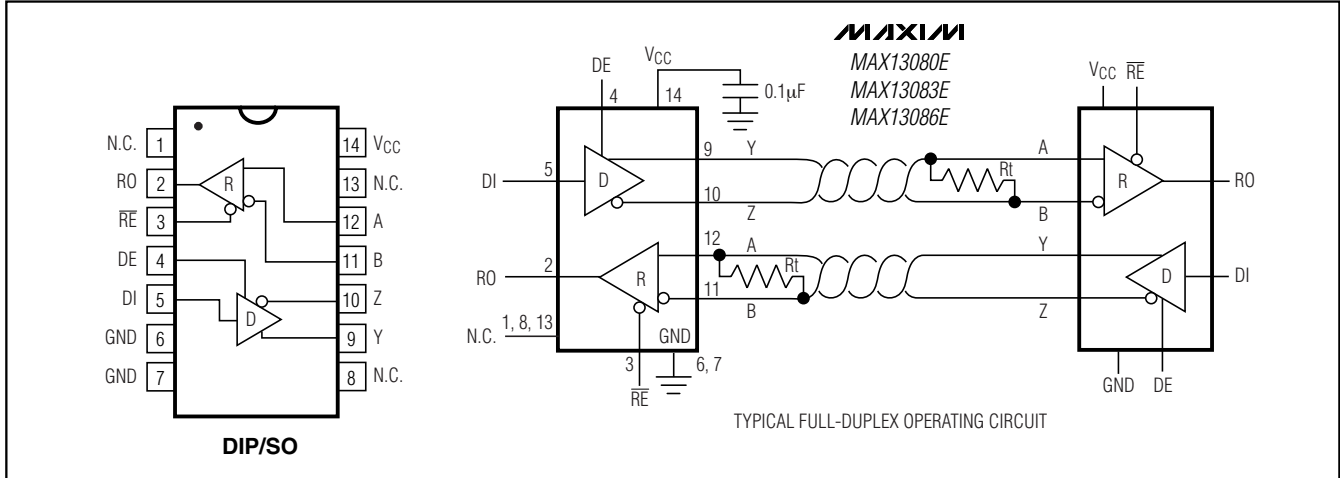 MAXIM
MAX13080E
MAX13083E
MAX13086E
N.C. 1
RO 2
RE 3
DE 4
DI 5
GND 6
GND 7
14 VCC
13 N.C.
12 A
11 B
10 Z
9 Y
8 N.C.
R
D
DIP/SO
DE
4
VCC
14
0.1µF
DI
5
D
9 Y
10
Z
RO
2
R
12
A
Rt
11
B
N.C. 1, 8, 13
GND
3
RE
6, 7
VCC RE
A
Rt
B
R
RO
Y
D
DI
Z
GND DE
TYPICAL FULL-DUPLEX OPERATING CIRCUIT